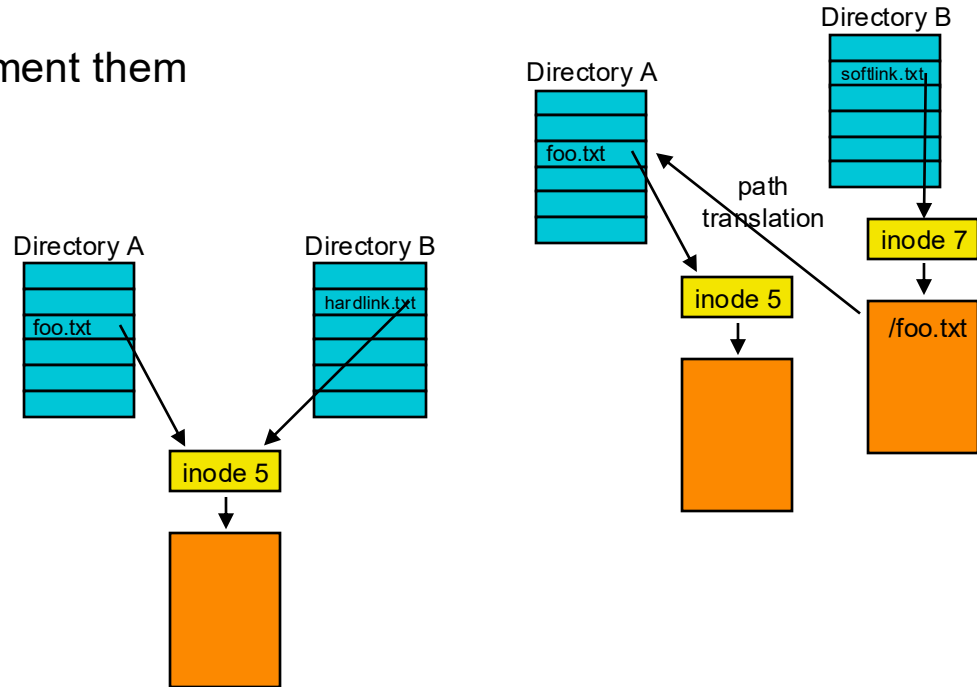 ment them
Directory A
foo.txt
Directory B
hardlink.txt
inode 5
Directory A
foo.txt
inode 5
path
translation
Directory B
softlink.txt
inode 7
/foo.txt